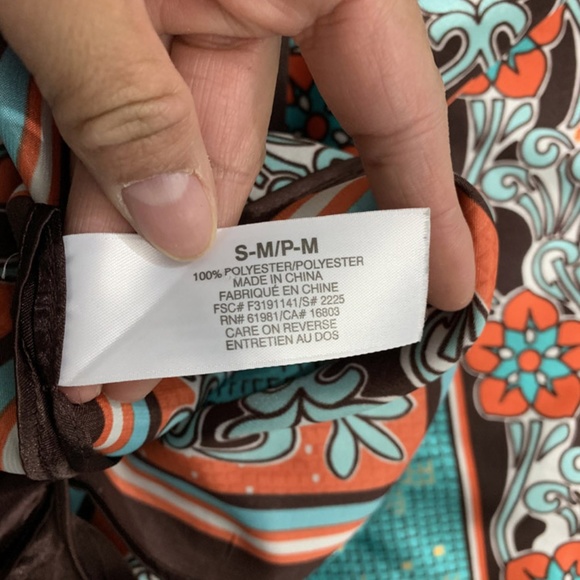 S-M/P-M
100% POLYESTER/POLYESTER
MADE IN CHINA
FABRIQUÉ EN CHINE
FSC# F3191141/S# 2225
RN# 61981/CA# 16803
CARE ON REVERSE
ENTRETIEN AU DOS